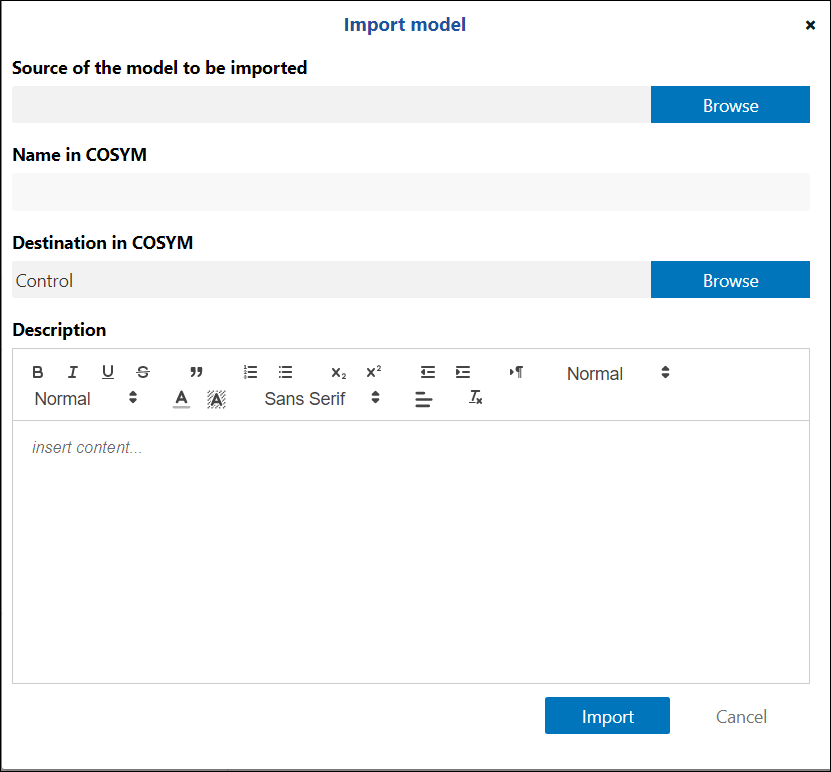 Import model
Source of the model to be imported
Browse
Name in COSYM
Destination in COSYM
Control
Browse
Description
Normal
Normal
Sans Serif
insert content...
Import
Cancel